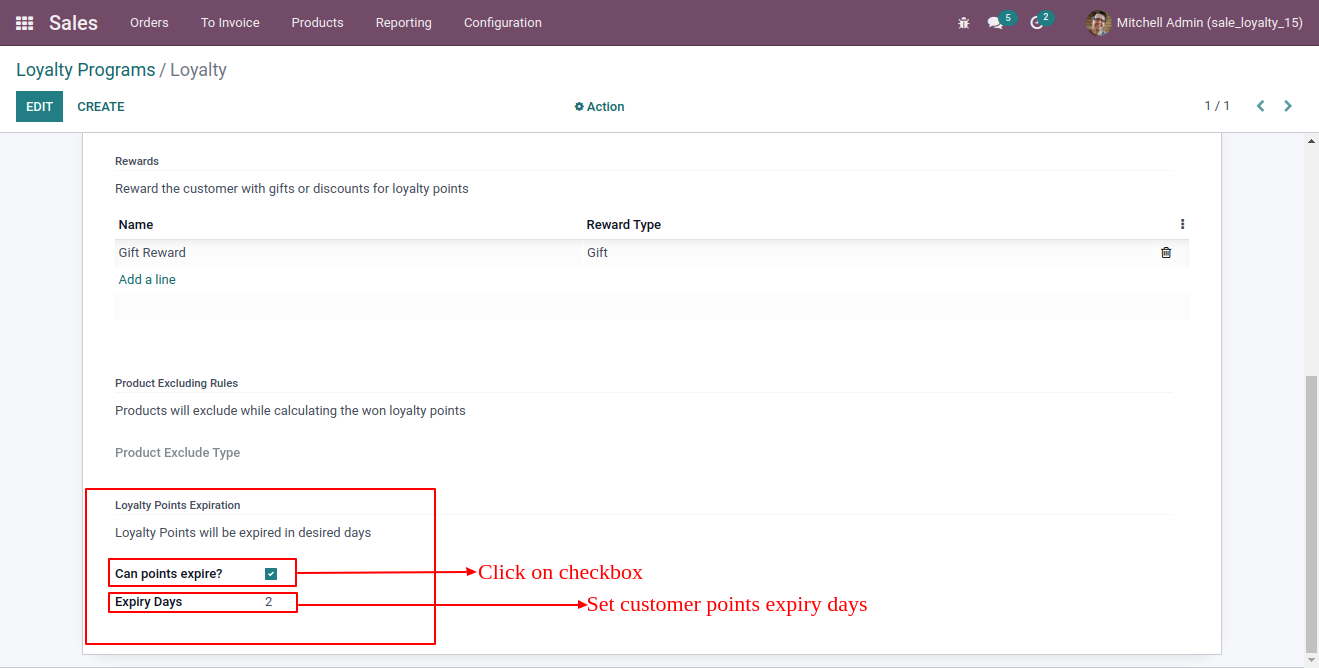 Sales Orders To Invoice Products Reporting Configuration 5 2 Mitchell Admin (sale_loyalty_15)
Loyalty Programs / Loyalty
EDIT CREATE Action 1 / 1
Rewards
Reward the customer with gifts or discounts for loyalty points
Name Reward Type
Gift Reward Gift
Add a line
Product Excluding Rules
Products will exclude while calculating the won loyalty points
Product Exclude Type
Loyalty Points Expiration
Loyalty Points will be expired in desired days
Can points expire? Click on checkbox
Expiry Days 2 Set customer points expiry days